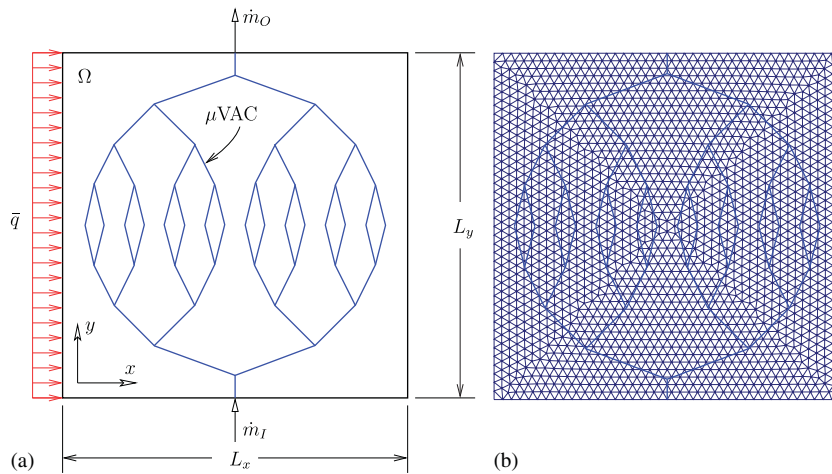 ṁ_O
Ω
μVAC
q̄
L_y
y
x
ṁ_I
L_x
(a)
(b)